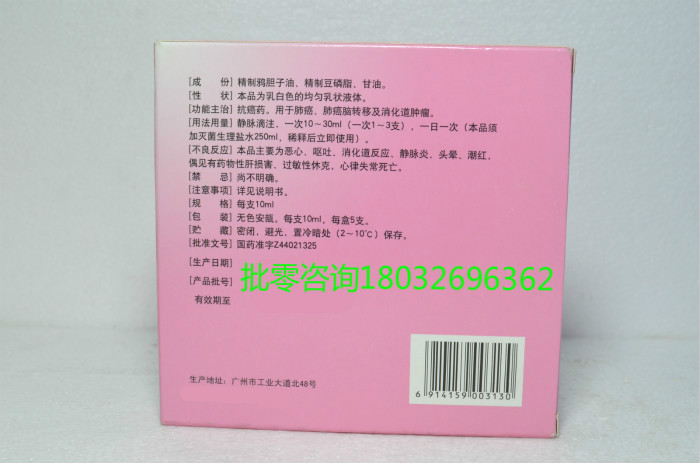 [成　份] 精制鸦胆子油，精制豆磷脂、甘油。
[性　状] 本品为乳白色的均匀乳状液体。
[功能主治] 抗癌药。用于肺癌、肺癌脑转移及消化道肿瘤。
[用法用量] 静脉滴注，一次10～30ml（一次1～3支），一日一次（本品须
加灭菌生理盐水250ml，稀释后立即使用）。
[不良反应] 本品主要为恶心、呕吐、消化道反应、静脉炎、头晕、潮红，
偶见有药物性肝损害、过敏性休克，心律失常死亡。
[禁　忌] 尚不明确。
[注意事项] 详见说明书。
[规　格] 每支10ml
[包　装] 无色安瓿，每支10ml，每盒5支。
[贮　藏] 密闭，避光，置冷暗处（2～10℃）保存。
[批准文号] 国药准字Z44021325
[生产日期]
[产品批号]
批零咨询18032696362
有效期至
生产地址：广州市工业大道北48号
6 914159 003130